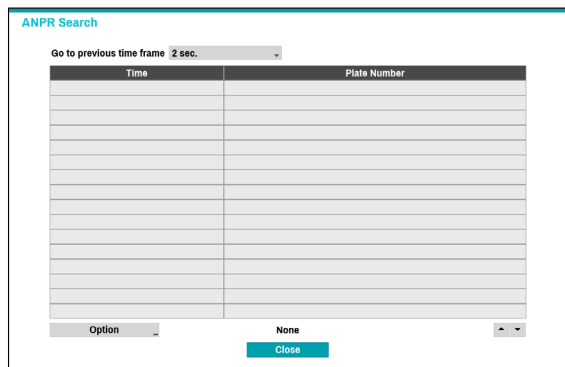 ANPR Search
Go to previous time frame 2 sec.
Time Plate Number
Option ... None
Close